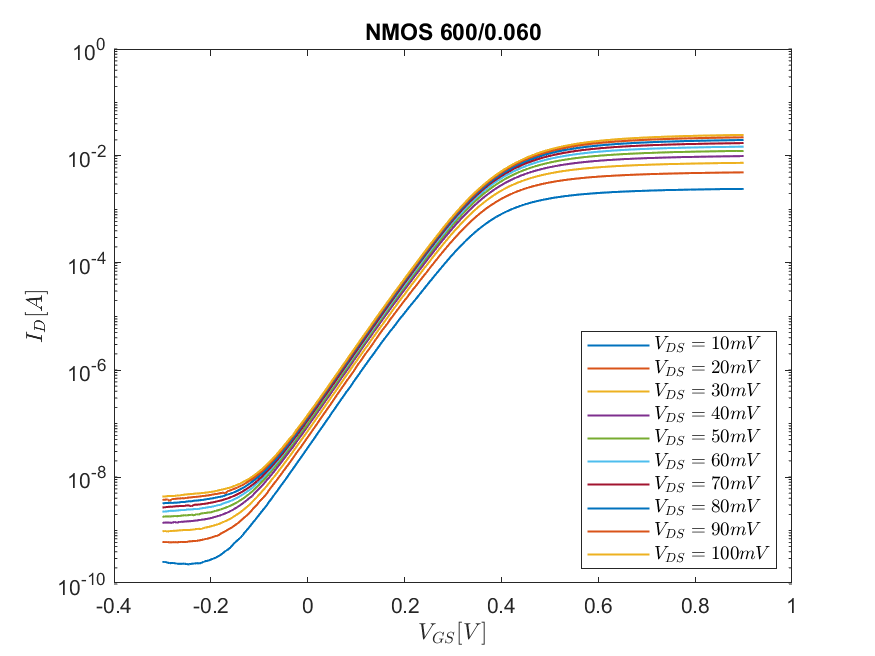 NMOS 600/0.060
10^0
10^-2
10^-4
10^-6
10^-8
10^-10
I_D[A]
V_DS = 10mV
V_DS = 20mV
V_DS = 30mV
V_DS = 40mV
V_DS = 50mV
V_DS = 60mV
V_DS = 70mV
V_DS = 80mV
V_DS = 90mV
V_DS = 100mV
-0.4 -0.2 0 0.2 0.4 0.6 0.8 1
V_GS[V]